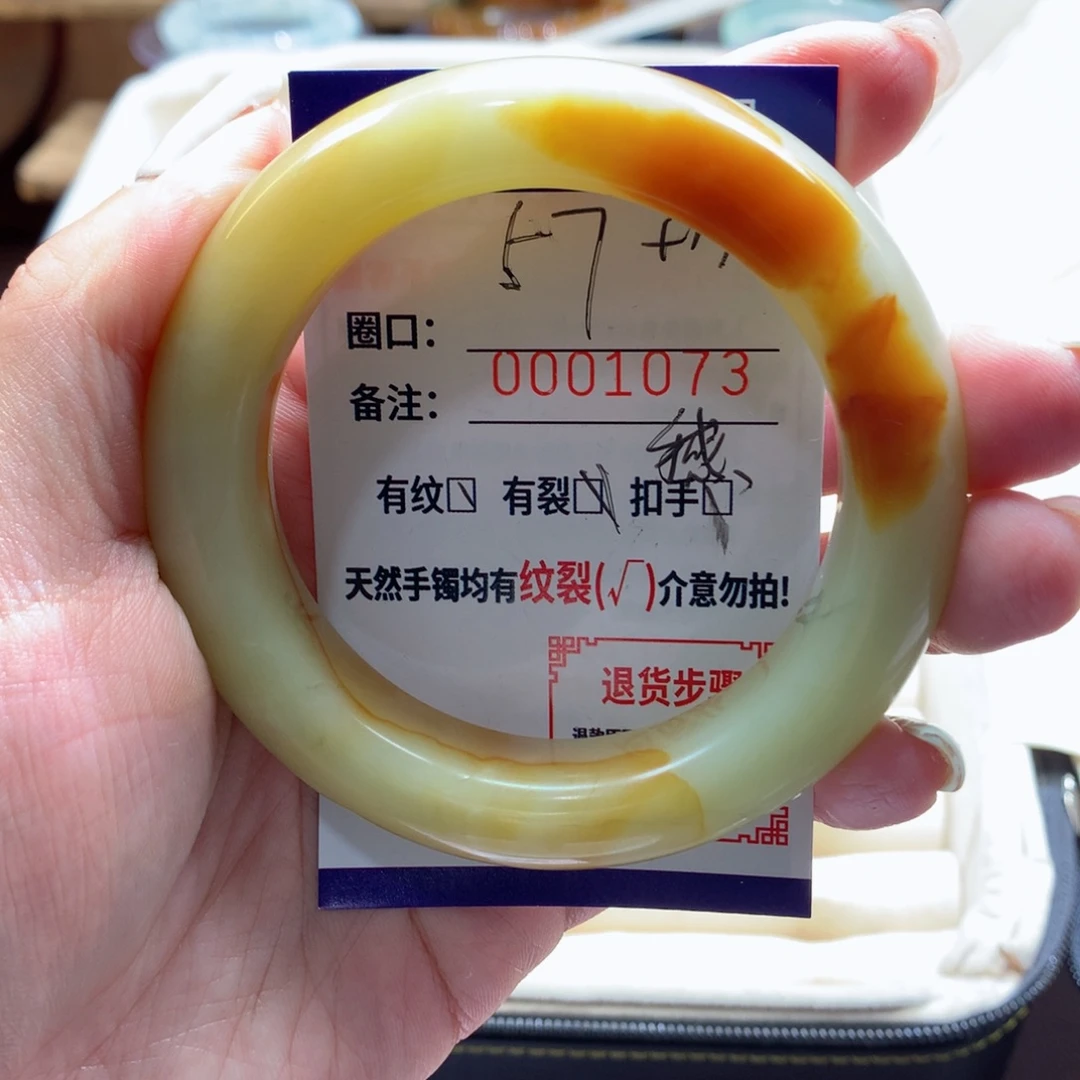 57
圈口：
0001073
备注：
有纹 有裂 扣手
天然手镯均有纹裂(√)介意勿拍!
退货步骤